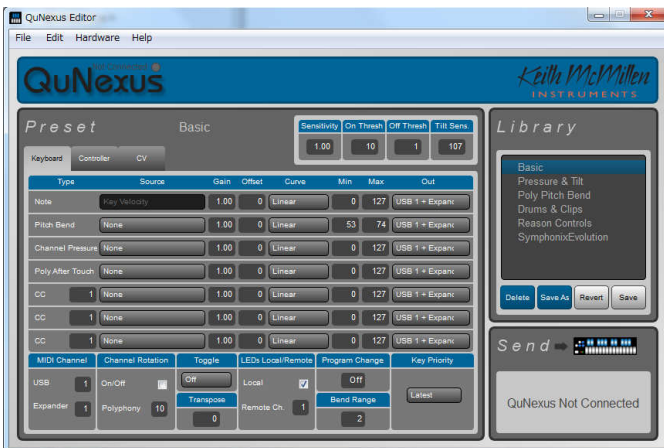 QuNexus Editor
File Edit Hardware Help
Not Connected
QuNexus
Keith McMillen
INSTRUMENTS
Preset Basic
Sensitivity On Thresh Off Thresh Tilt Sens.
1.00 10 1 107
Keyboard Controller CV
Type Source Gain Offset Curve Min Max Out
Note Key Velocity 1.00 0 Linear 0 127 USB 1 + Expanc
Pitch Bend None 1.00 0 Linear 53 74 USB 1 + Expanc
Channel Pressure None 1.00 0 Linear 0 127 USB 1 + Expanc
Poly After Touch None 1.00 0 Linear 0 127 USB 1 + Expanc
CC 1 None 1.00 0 Linear 0 127 USB 1 + Expanc
CC 1 None 1.00 0 Linear 0 127 USB 1 + Expanc
CC 1 None 1.00 0 Linear 0 127 USB 1 + Expanc
MIDI Channel Channel Rotation Toggle LEDs Local/Remote Program Change Key Priority
USB 1 On/Off Off Local Off Latest
Transpose Bend Range
Expander 1 Polyphony 10 0 Remote Ch. 1 2
Library
Basic
Pressure & Tilt
Poly Pitch Bend
Drums & Clips
Reason Controls
SymphonixEvolution
Delete Save As Revert Save
Send
QuNexus Not Connected